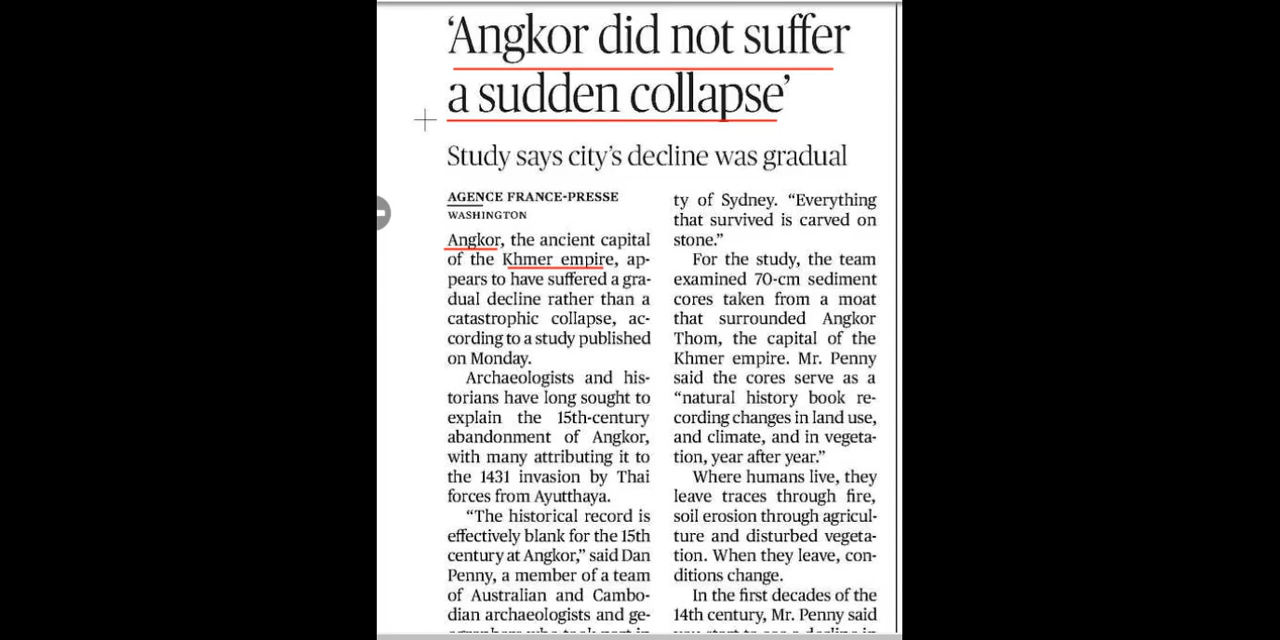 ‘Angkor did not suffer
a sudden collapse’
Study says city’s decline was gradual
AGENCE FRANCE-PRESSE
WASHINGTON
Angkor, the ancient capital
of the Khmer empire, ap-
pears to have suffered a gra-
dual decline rather than a
catastrophic collapse, ac-
cording to a study published
on Monday.
Archaeologists and his-
torians have long sought to
explain the 15th-century
abandonment of Angkor,
with many attributing it to
the 1431 invasion by Thai
forces from Ayutthaya.
“The historical record is
effectively blank for the 15th
century at Angkor,” said Dan
Penny, a member of a team
of Australian and Cambo-
dian archaeologists and ge-
ty of Sydney. “Everything
that survived is carved on
stone.”
For the study, the team
examined 70-cm sediment
cores taken from a moat
that surrounded Angkor
Thom, the capital of the
Khmer empire. Mr. Penny
said the cores serve as a
“natural history book re-
cording changes in land use,
and climate, and in vegeta-
tion, year after year.”
Where humans live, they
leave traces through fire,
soil erosion through agricul-
ture and disturbed vegeta-
tion. When they leave, con-
ditions change.
In the first decades of the
14th century, Mr. Penny said